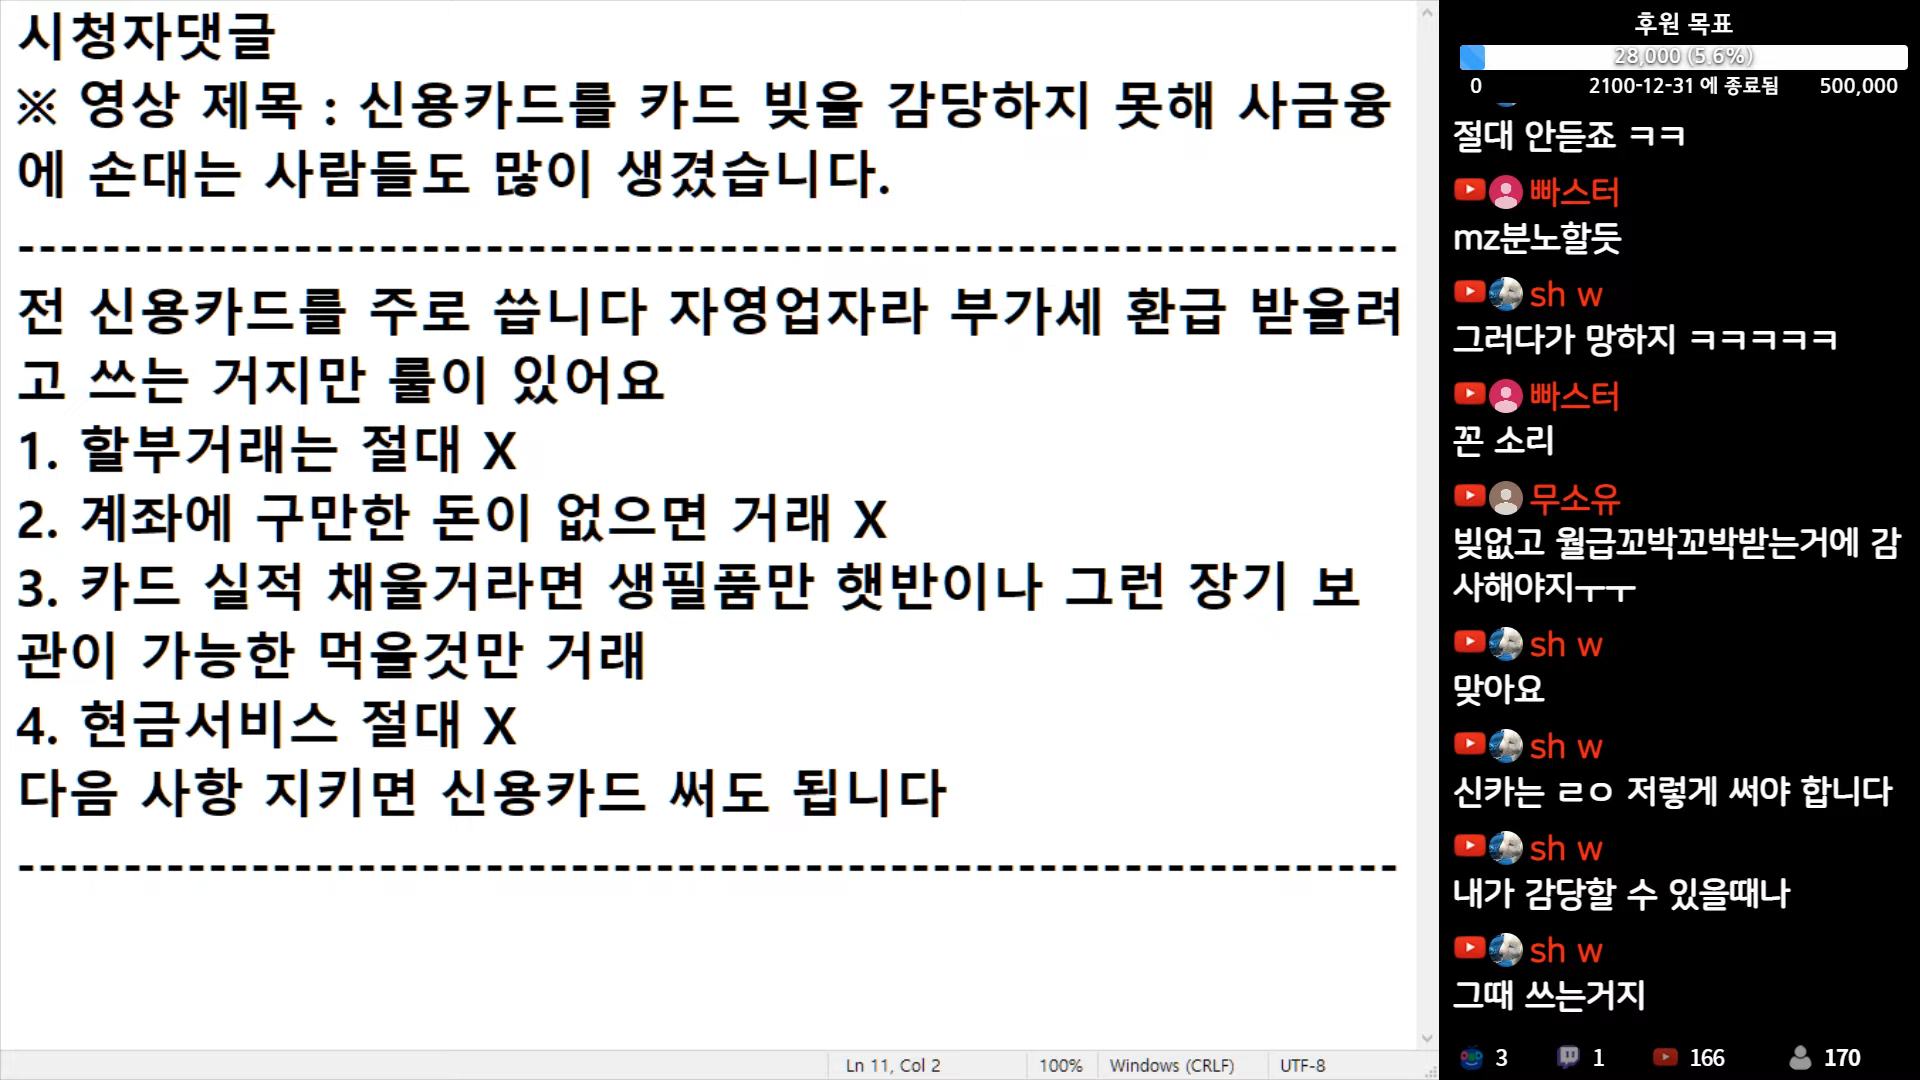 시청자댓글
※ 영상 제목 : 신용카드를 카드 빚을 감당하지 못해 사금융
에 손대는 사람들도 많이 생겼습니다.
------------------------------------------------------------------
전 신용카드를 주로 씁니다 자영업자라 부가세 환급 받을려
고 쓰는 거지만 룰이 있어요
1. 할부거래는 절대 X
2. 계좌에 구만한 돈이 없으면 거래 X
3. 카드 실적 채울거라면 생필품만 햇반이나 그런 장기 보
관이 가능한 먹을것만 거래
4. 현금서비스 절대 X
다음 사항 지키면 신용카드 써도 됩니다
------------------------------------------------------------------
Ln 11, Col 2
100%
Windows (CRLF)
UTF-8
후원 목표
28,000 (5.6%)
0
2100-12-31 에 종료됨
500,000
절대 안듣죠 ㅋㅋ
빠스터
mz분노할듯
sh w
그러다가 망하지 ㅋㅋㅋㅋㅋ
빠스터
꼰 소리
무소유
빚없고 월급꼬박꼬박받는거에 감
사해야지ㅜㅜ
sh w
맞아요
sh w
신카는 ㄹㅇ 저렇게 써야 합니다
sh w
내가 감당할 수 있을때나
sh w
그때 쓰는거지
3
1
166
170